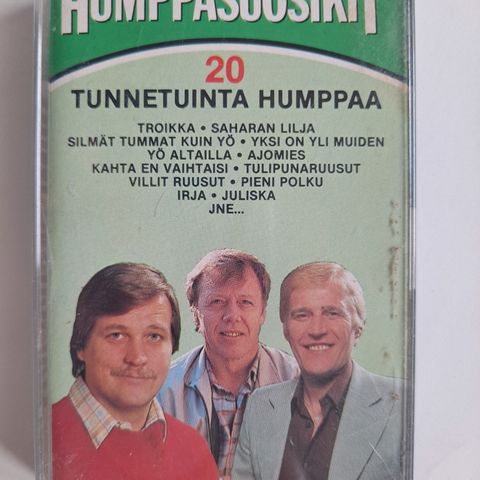 HUMPPASUOSIKIT
20
TUNNETUINTA HUMPPAA
TROIKKA • SAHARAN LILJA
SILMÄT TUMMAT KUIN YÖ • YKSI ON YLI MUIDEN
YÖ ALTAILLA • AJOMIES
KAHTA EN VAIHTAISI • TULIPUNARUUSUT
VILLIT RUUSUT • PIENI POLKU
IRJA • JULISKA
JNE...